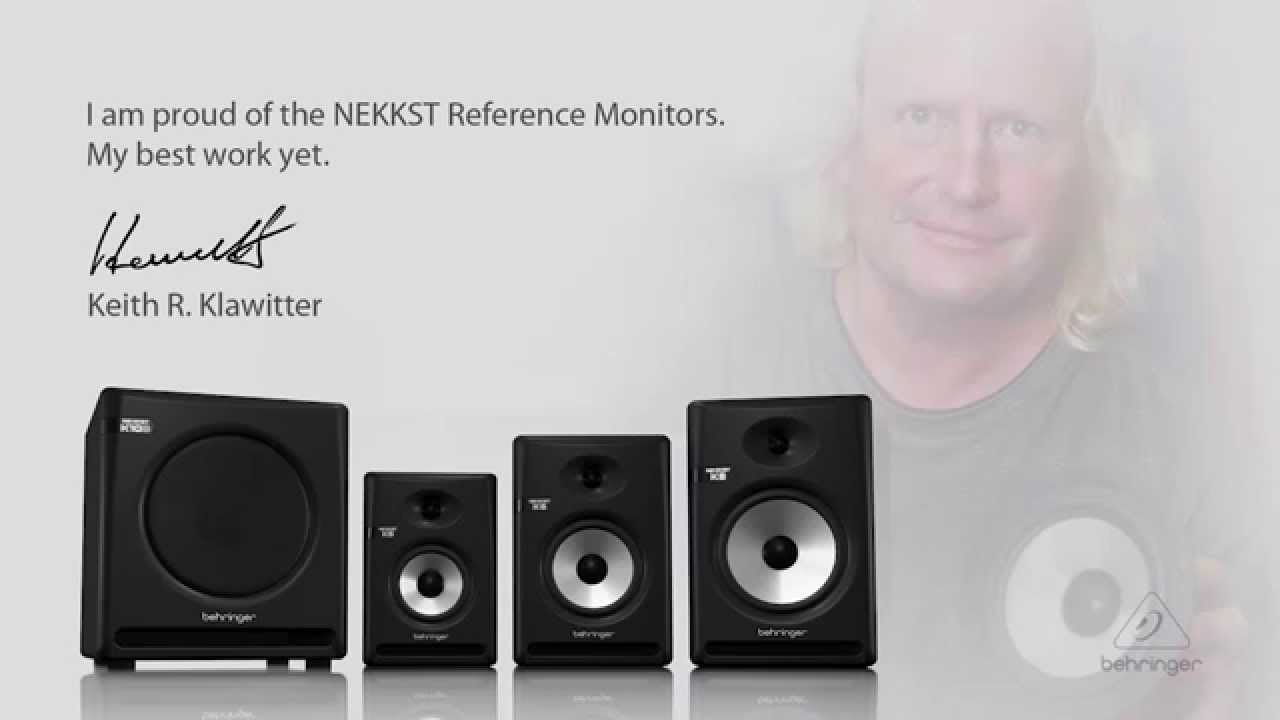 I am proud of the NEKKST Reference Monitors.
My best work yet.
Keith R. Klawitter
behringer
behringer
behringer
behringer
behringer